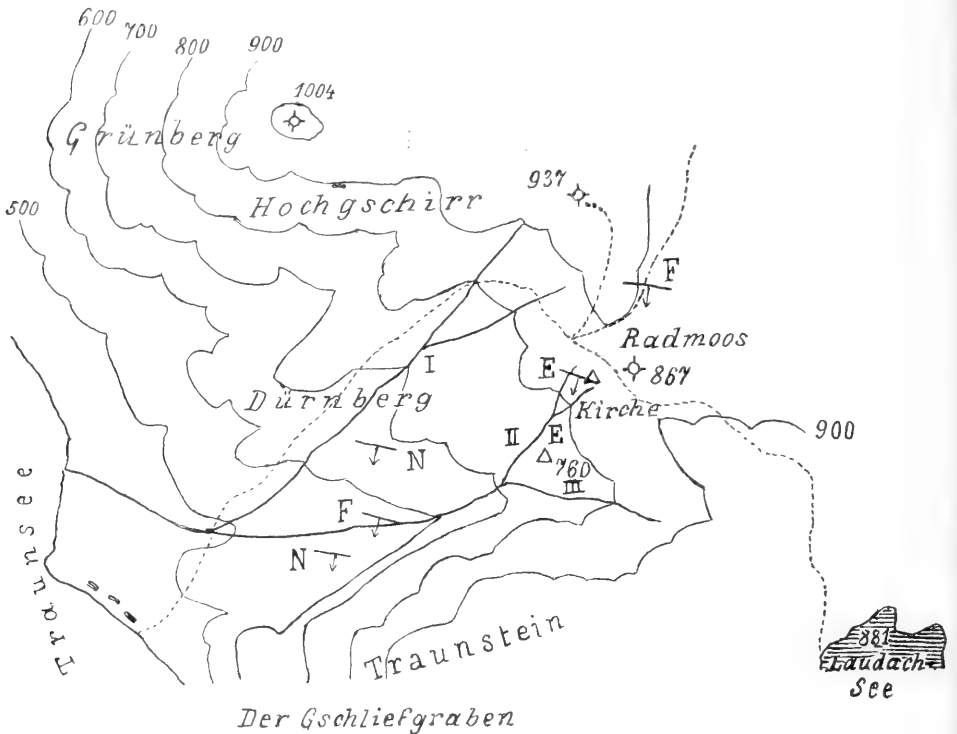 600
700
800
900
1004
Grünberg
937
500
Hochgschirr
F
Radmoos
I
E
867
Dürnberg
Kirche
900
II
E
N
760
III
F
N
Traunsee
Traunstein
881
Laudach-
See
Der Gschliefgraben